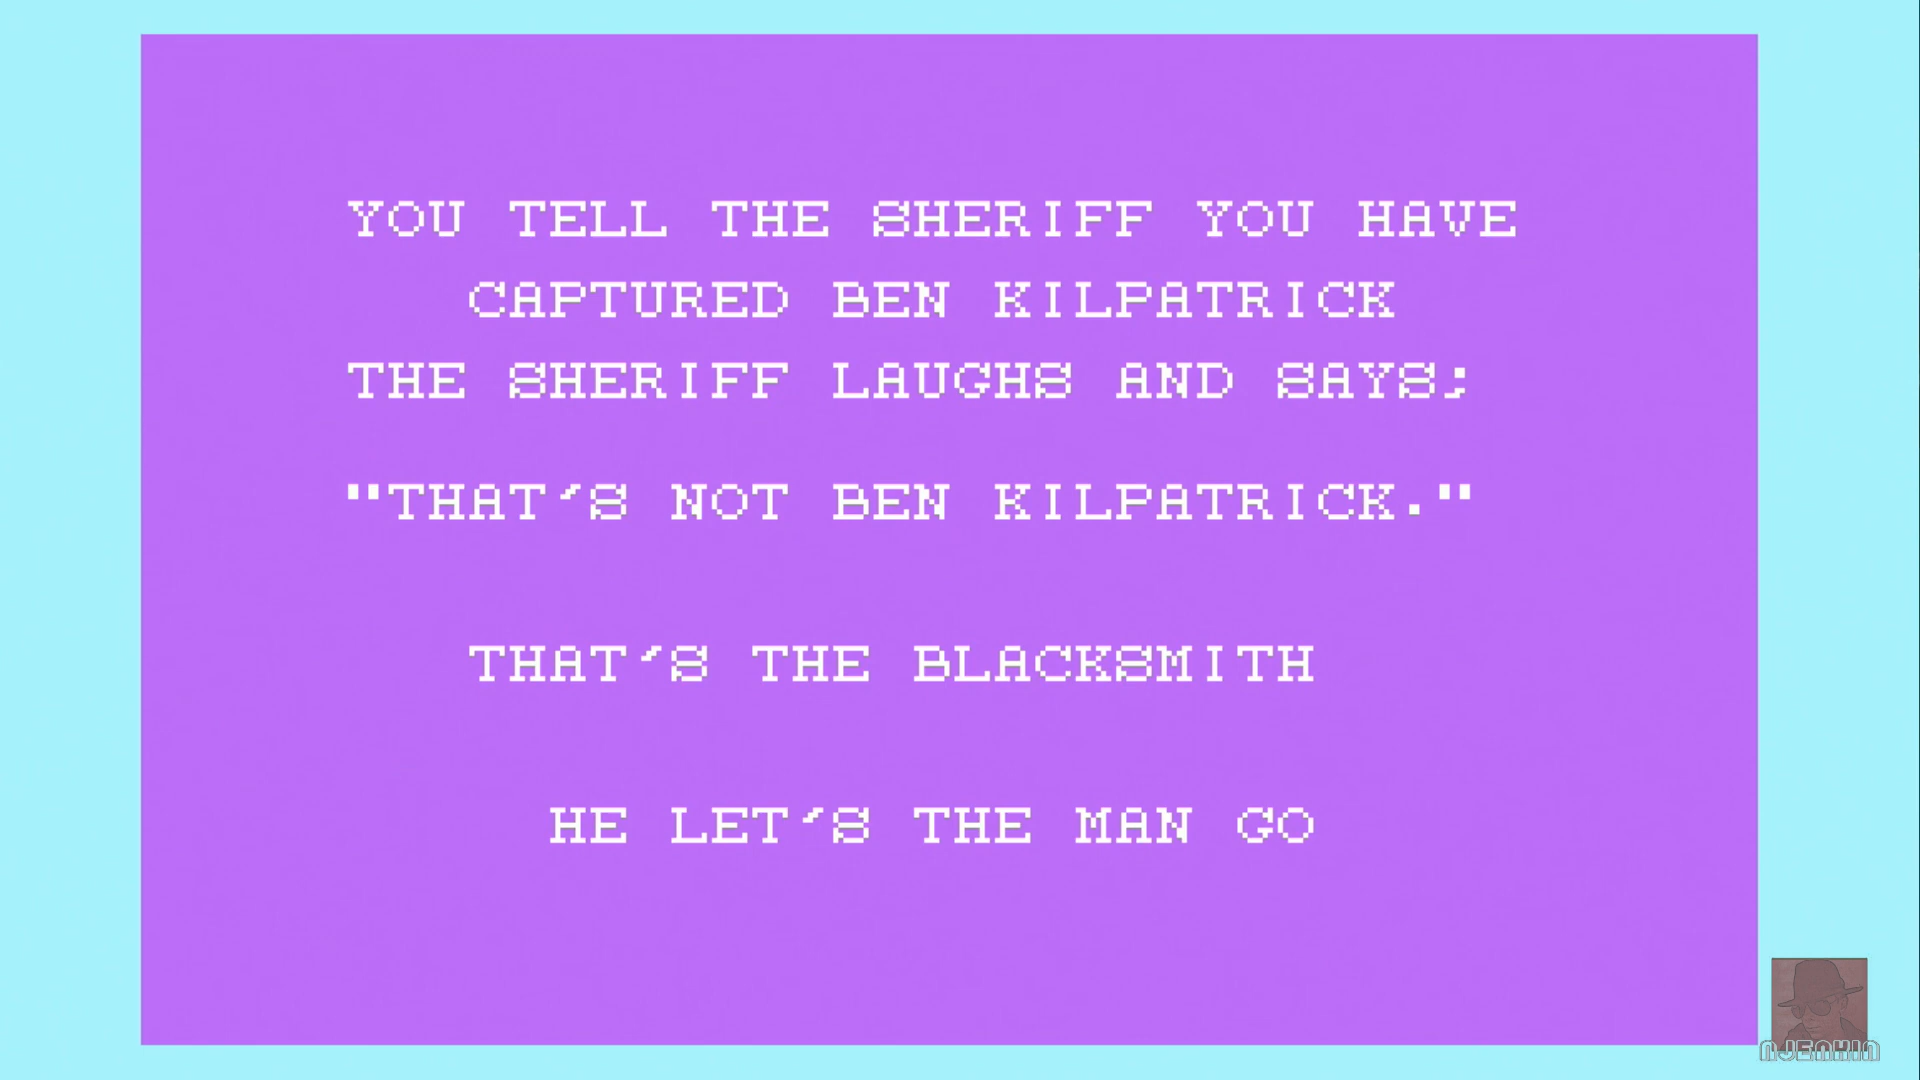 YOU TELL THE SHERIFF YOU HAVE
CAPTURED BEN KILPATRICK
THE SHERIFF LAUGHS AND SAYS;
"THAT'S NOT BEN KILPATRICK."
THAT'S THE BLACKSMITH
HE LET'S THE MAN GO
NJENKIN